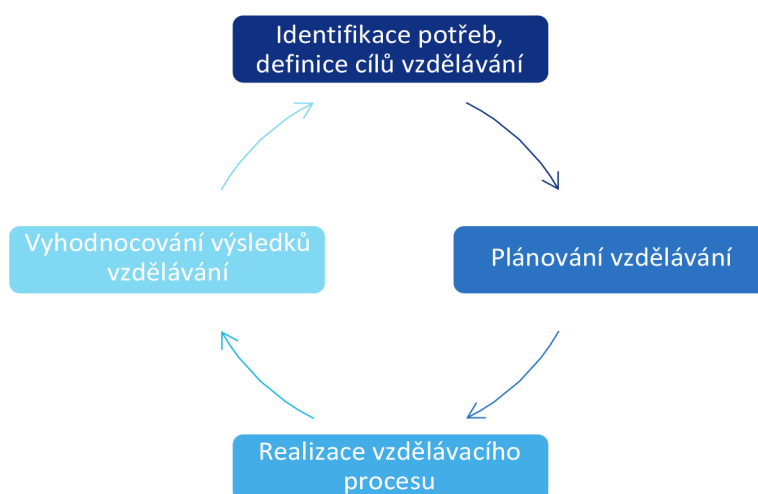 Identifikace potřeb,
definice cílů vzdělávání
Vyhodnocování výsledků
vzdělávání
Plánování vzdělávání
Realizace vzdělávacího
procesu